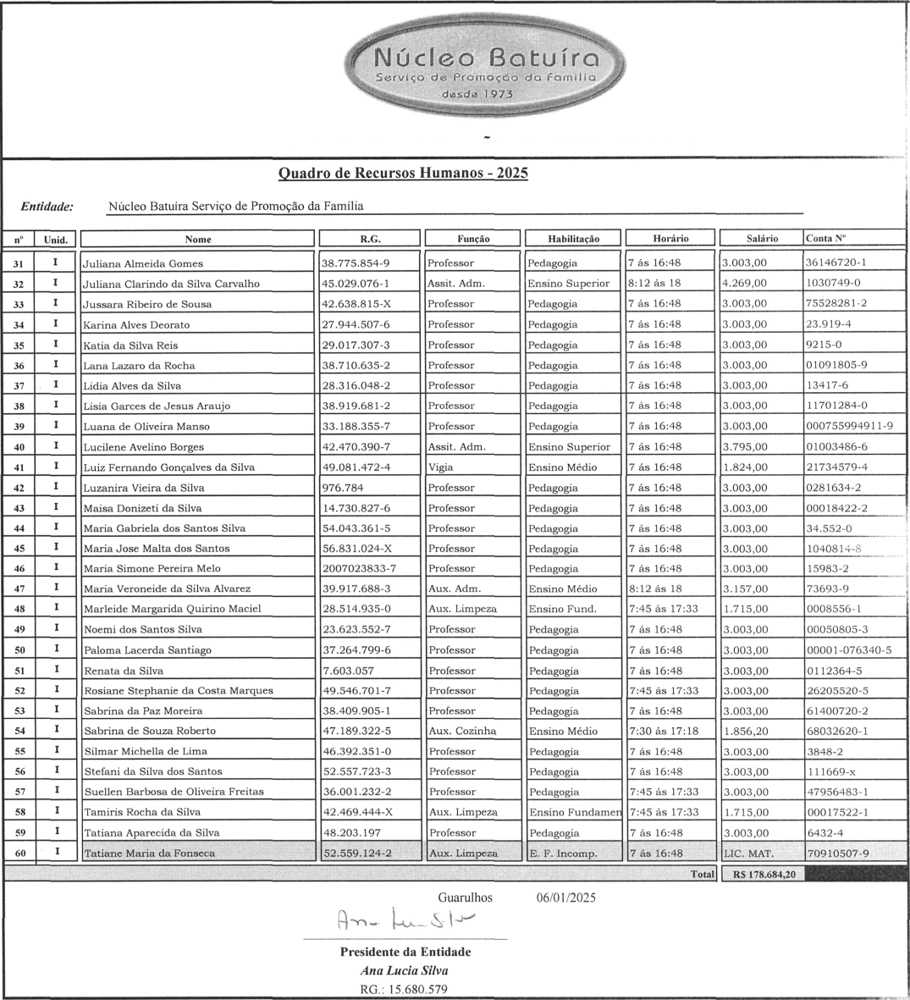 Núcleo Batuíra
Serviço de Promoção da Família
desde 1973
~
Quadro de Recursos Humanos - 2025
Entidade: Núcleo Batuíra Serviço de Promoção da Família
nº Unid. Nome R.G. Função Habilitação Horário Salário Conta Nº
31 I Juliana Almeida Gomes 38.775.854-9 Professor Pedagogia 7 ás 16:48 3.003,00 36146720-1
32 I Juliana Clarindo da Silva Carvalho 45.029.076-1 Assit. Adm. Ensino Superior 8:12 ás 18 4.269,00 1030749-0
33 I Jussara Ribeiro de Sousa 42.638.815-X Professor Pedagogia 7 ás 16:48 3.003,00 75528281-2
34 I Karina Alves Deorato 27.944.507-6 Professor Pedagogia 7 ás 16:48 3.003,00 23.919-4
35 I Katia da Silva Reis 29.017.307-3 Professor Pedagogia 7 ás 16:48 3.003,00 9215-0
36 I Lana Lazaro da Rocha 38.710.635-2 Professor Pedagogia 7 ás 16:48 3.003,00 01091805-9
37 I Lidia Alves da Silva 28.316.048-2 Professor Pedagogia 7 ás 16:48 3.003,00 13417-6
38 I Lisia Garces de Jesus Araujo 38.919.681-2 Professor Pedagogia 7 ás 16:48 3.003,00 11701284-0
39 I Luana de Oliveira Manso 33.188.355-7 Professor Pedagogia 7 ás 16:48 3.003,00 000755994911-9
40 I Lucilene Avelino Borges 42.470.390-7 Assit. Adm. Ensino Superior 7 ás 16:48 3.795,00 01003486-6
41 I Luiz Fernando Gonçalves da Silva 49.081.472-4 Vigia Ensino Médio 7 ás 16:48 1.824,00 21734579-4
42 I Luzanira Vieira da Silva 976.784 Professor Pedagogia 7 ás 16:48 3.003,00 0281634-2
43 I Maisa Donizeti da Silva 14.730.827-6 Professor Pedagogia 7 ás 16:48 3.003,00 00018422-2
44 I Maria Gabriela dos Santos Silva 54.043.361-5 Professor Pedagogia 7 ás 16:48 3.003,00 34.552-0
45 I Maria Jose Malta dos Santos 56.831.024-X Professor Pedagogia 7 ás 16:48 3.003,00 1040814-8
46 I Maria Simone Pereira Melo 2007023833-7 Professor Pedagogia 7 ás 16:48 3.003,00 15983-2
47 I Maria Veroneide da Silva Alvarez 39.917.688-3 Aux. Adm. Ensino Médio 8:12 ás 18 3.157,00 73693-9
48 I Marleide Margarida Quirino Maciel 28.514.935-0 Aux. Limpeza Ensino Fund. 7:45 ás 17:33 1.715,00 0008556-1
49 I Noemi dos Santos Silva 23.623.552-7 Professor Pedagogia 7 ás 16:48 3.003,00 00050805-3
50 I Paloma Lacerda Santiago 37.264.799-6 Professor Pedagogia 7 ás 16:48 3.003,00 00001-076340-5
51 I Renata da Silva 7.603.057 Professor Pedagogia 7 ás 16:48 3.003,00 0112364-5
52 I Rosiane Stephanie da Costa Marques 49.546.701-7 Professor Pedagogia 7:45 ás 17:33 3.003,00 26205520-5
53 I Sabrina da Paz Moreira 38.409.905-1 Professor Pedagogia 7 ás 16:48 3.003,00 61400720-2
54 I Sabrina de Souza Roberto 47.189.322-5 Aux. Cozinha Ensino Médio 7:30 ás 17:18 1.856,20 68032620-1
55 I Silmar Michella de Lima 46.392.351-0 Professor Pedagogia 7 ás 16:48 3.003,00 3848-2
56 I Stefani da Silva dos Santos 52.557.723-3 Professor Pedagogia 7 ás 16:48 3.003,00 111669-x
57 I Suellen Barbosa de Oliveira Freitas 36.001.232-2 Professor Pedagogia 7:45 ás 17:33 3.003,00 47956483-1
58 I Tamiris Rocha da Silva 42.469.444-X Aux. Limpeza Ensino Fundamen 7:45 ás 17:33 1.715,00 00017522-1
59 I Tatiana Aparecida da Silva 48.203.197 Professor Pedagogia 7 ás 16:48 3.003,00 6432-4
60 I Tatiane Maria da Fonseca 52.559.124-2 Aux. Limpeza E. F. Incomp. 7 ás 16:48 LIC. MAT. 70910507-9
Total R$ 178.684,20
Guarulhos 06/01/2025
Ana Lucia Silva
Presidente da Entidade
Ana Lucia Silva
RG.: 15.680.579